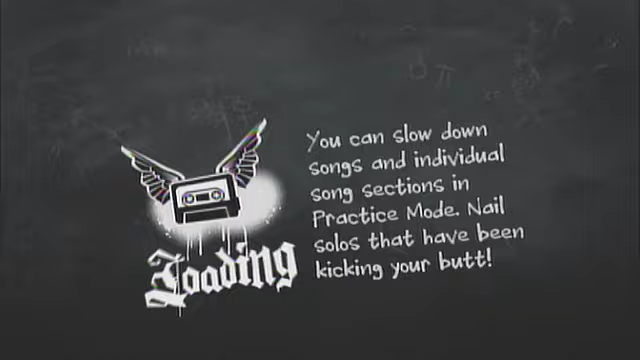 You can slow down
songs and individual
song sections in
Practice Mode. Nail
solos that have been
kicking your butt!
Loading